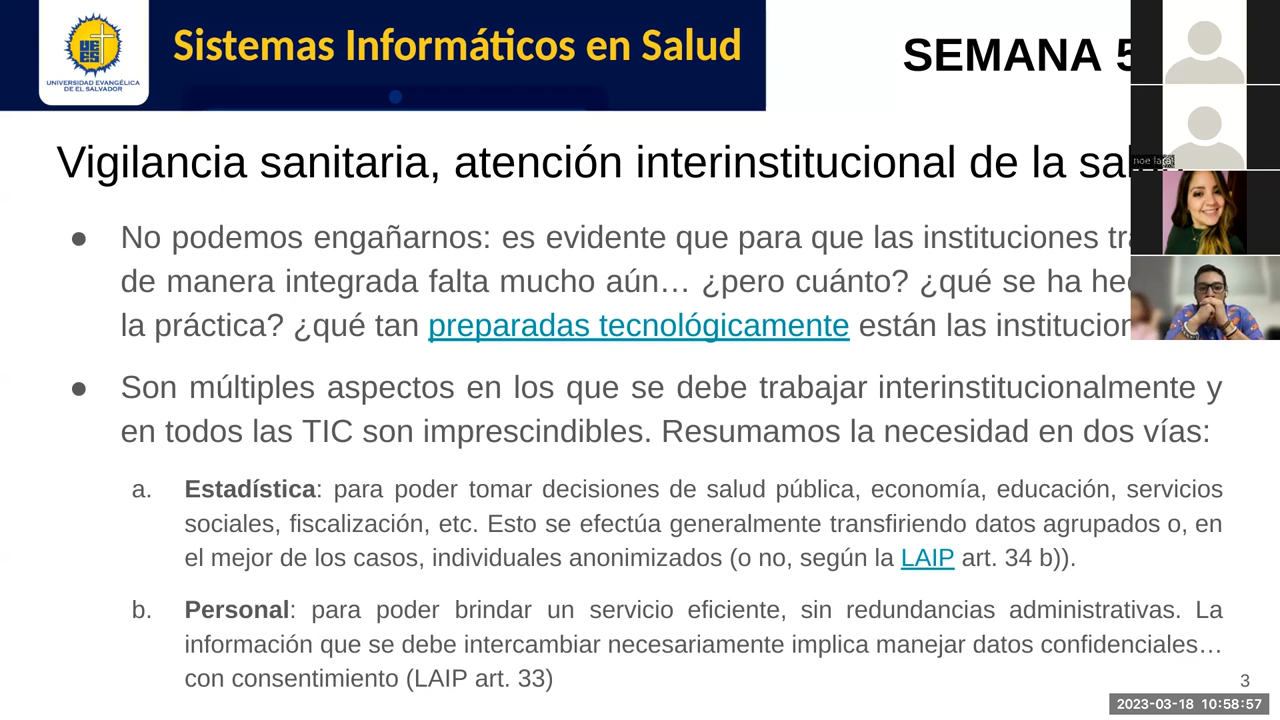 UNIVERSIDAD EVANGÉLICA
DE EL SALVADOR
Sistemas Informáticos en Salud
SEMANA 5
Vigilancia sanitaria, atención interinstitucional de la
No podemos engañarnos: es evidente que para que las instituciones
de manera integrada falta mucho aún… ¿pero cuánto? ¿qué se ha
la práctica? ¿qué tan preparadas tecnológicamente están las
Son múltiples aspectos en los que se debe trabajar interinstitucionalmente y
en todos las TIC son imprescindibles. Resumamos la necesidad en dos vías:
a. Estadística: para poder tomar decisiones de salud pública, economía, educación, servicios
sociales, fiscalización, etc. Esto se efectúa generalmente transfiriendo datos agrupados o, en
el mejor de los casos, individuales anonimizados (o no, según la LAIP art. 34 b)).
b. Personal: para poder brindar un servicio eficiente, sin redundancias administrativas. La
información que se debe intercambiar necesariamente implica manejar datos confidenciales…
con consentimiento (LAIP art. 33)
3
2023-03-18 10:58:57